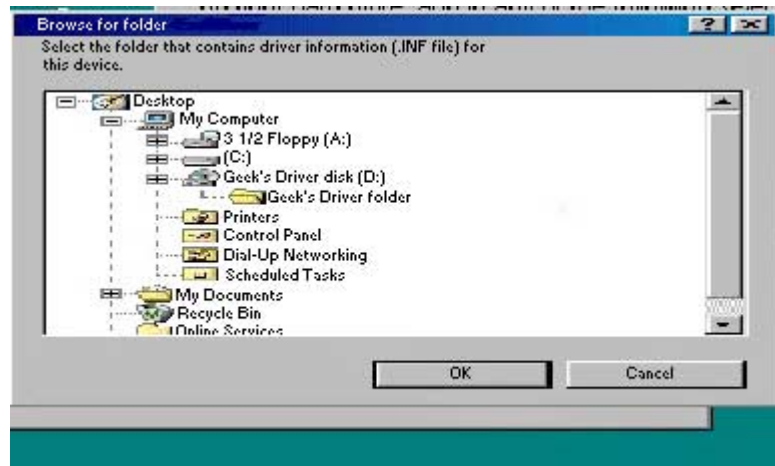 Browse for folder
Select the folder that contains driver information (.INF file) for
this device.
Desktop
My Computer
3 1/2 Floppy (A:)
(C:)
Geek's Driver disk (D:)
Geek's Driver folder
Printers
Control Panel
Dial-Up Networking
Scheduled Tasks
My Documents
Recycle Bin
Online Services
OK
Cancel